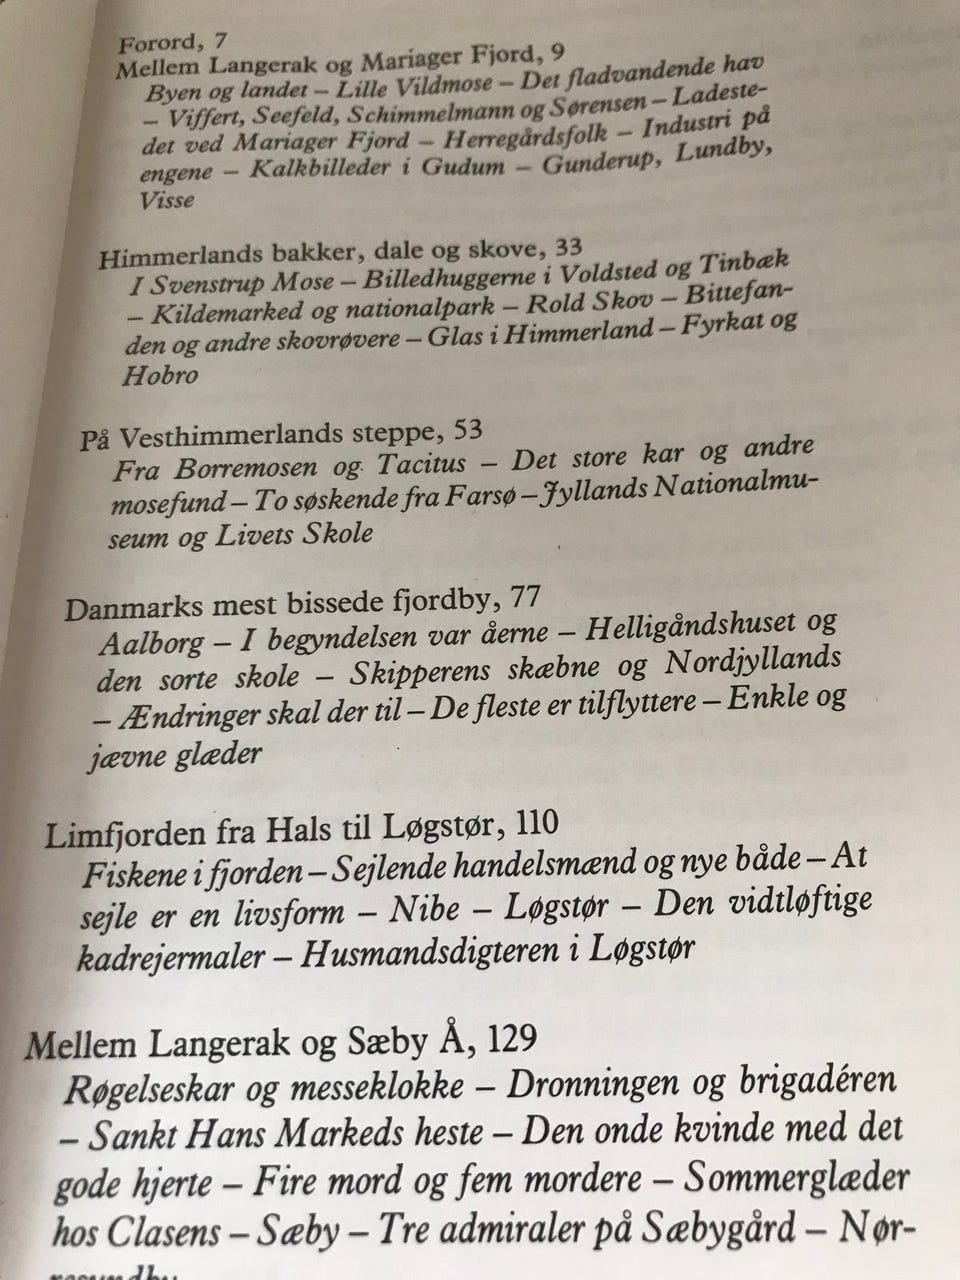 Forord, 7
Mellem Langerak og Mariager Fjord, 9
Byen og landet – Lille Vildmose – Det fladvandende hav
– Viffert, Seefeld, Schimmelmann og Sørensen – Ladeste-
det ved Mariager Fjord – Herregårdsfolk – Industri på
engene – Kalkbilleder i Gudum – Gunderup, Lundby,
Visse
Himmerlands bakker, dale og skove, 33
I Svenstrup Mose – Billedhuggerne i Voldsted og Tinbæk
– Kildemarked og nationalpark – Rold Skov – Bittefan-
den og andre skovrøvere – Glas i Himmerland – Fyrkat og
Hobro
På Vesthimmerlands steppe, 53
Fra Borremosen og Tacitus – Det store kar og andre
mosefund – To søskende fra Farsø – Jyllands Nationalmu-
seum og Livets Skole
Danmarks mest bissede fjordby, 77
Aalborg – I begyndelsen var åerne – Helligåndshuset og
den sorte skole – Skipperens skæbne og Nordjyllands
– Ændringer skal der til – De fleste er tilflyttere – Enkle og
jævne glæder
Limfjorden fra Hals til Løgstør, 110
Fiskene i fjorden – Sejlende handelsmænd og nye både – At
sejle er en livsform – Nibe – Løgstør – Den vidtløftige
kadrejermaler – Husmandsdigteren i Løgstør
Mellem Langerak og Sæby Å, 129
Røgelseskar og messeklokke – Dronningen og brigadéren
– Sankt Hans Markeds heste – Den onde kvinde med det
gode hjerte – Fire mord og fem mordere – Sommerglæder
hos Clasens – Sæby – Tre admiraler på Sæbygård – Nør-
resundby